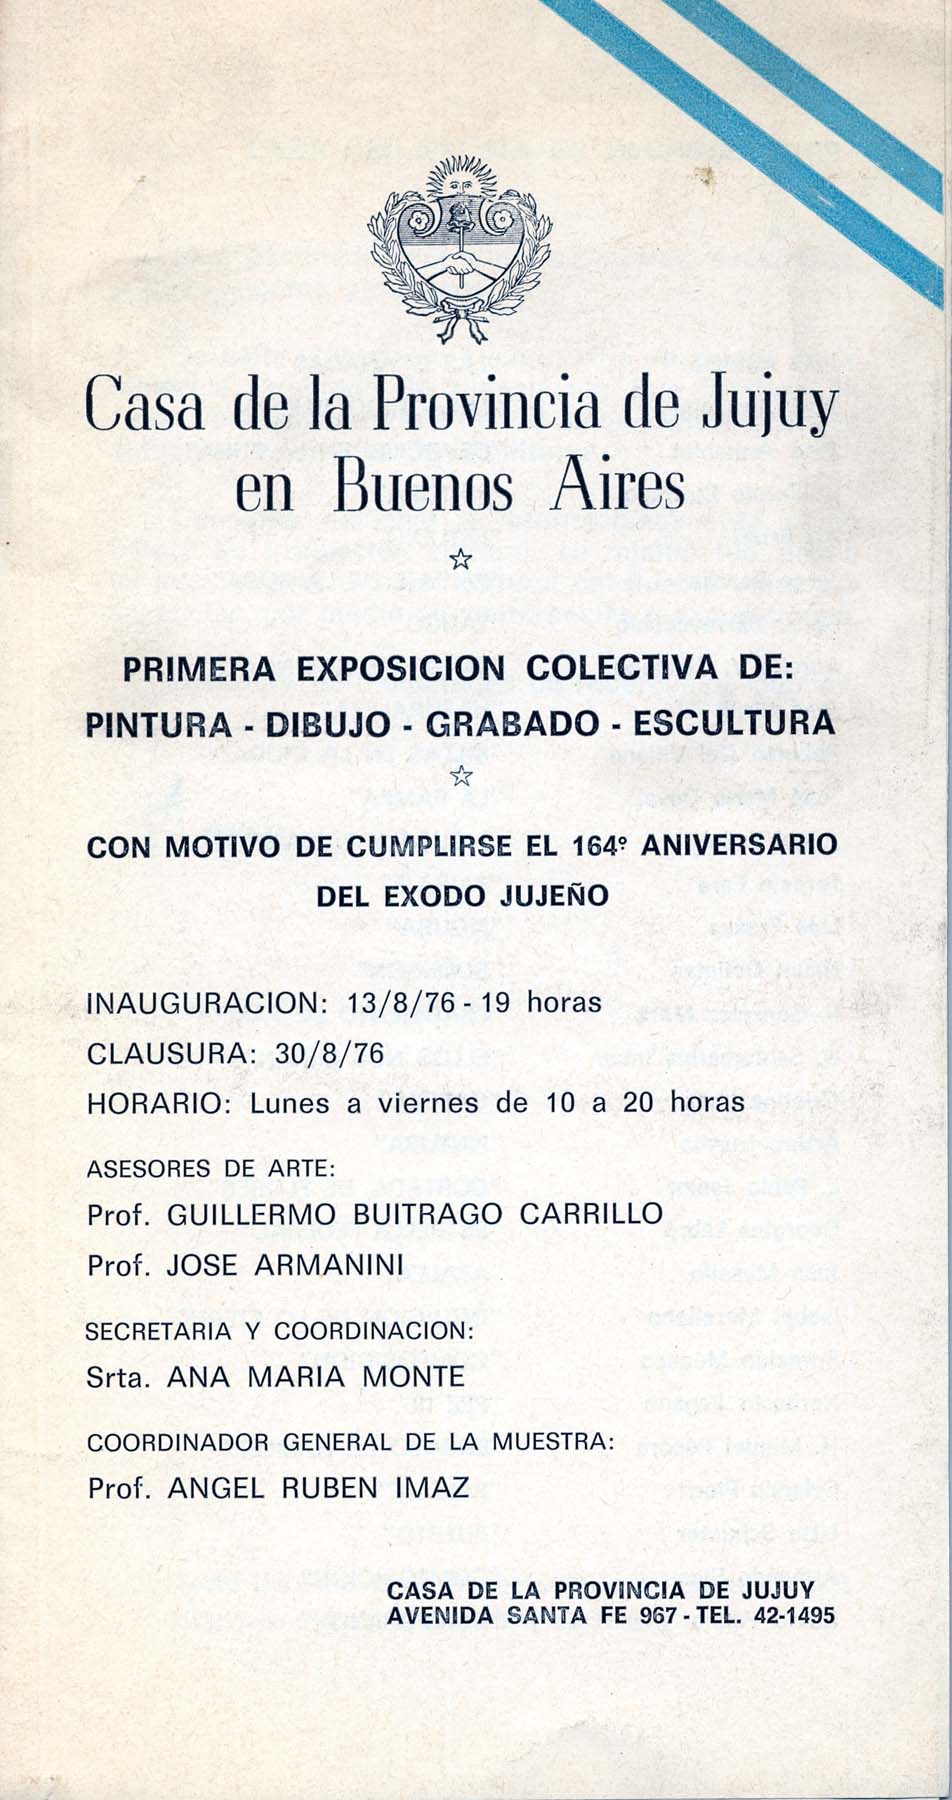 Casa de la Provincia de Jujuy
en Buenos Aires
PRIMERA EXPOSICION COLECTIVA DE:
PINTURA - DIBUJO - GRABADO - ESCULTURA
CON MOTIVO DE CUMPLIRSE EL 164º ANIVERSARIO
DEL EXODO JUJEÑO
INAUGURACION: 13/8/76 - 19 horas
CLAUSURA: 30/8/76
HORARIO: Lunes a viernes de 10 a 20 horas
ASESORES DE ARTE:
Prof. GUILLERMO BUITRAGO CARRILLO
Prof. JOSE ARMANINI
SECRETARIA Y COORDINACION:
Srta. ANA MARIA MONTE
COORDINADOR GENERAL DE LA MUESTRA:
Prof. ANGEL RUBEN IMAZ
CASA DE LA PROVINCIA DE JUJUY
AVENIDA SANTA FE 967 - TEL. 42-1495